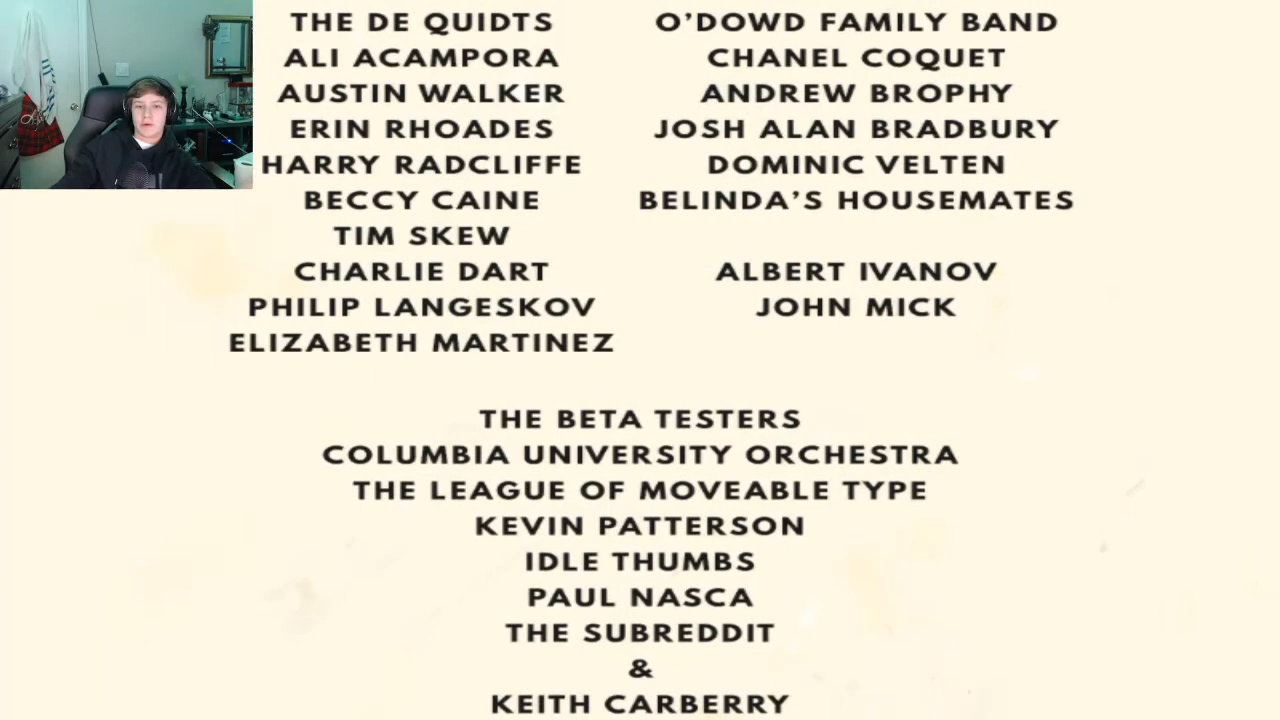 THE DE QUIDTS
ALI ACAMPORA
AUSTIN WALKER
ERIN RHOADES
HARRY RADCLIFFE
BECCY CAINE
TIM SKEW
CHARLIE DART
PHILIP LANGESKOV
ELIZABETH MARTINEZ
O'DOWD FAMILY BAND
CHANEL COQUET
ANDREW BROPHY
JOSH ALAN BRADBURY
DOMINIC VELTEN
BELINDA'S HOUSEMATES
ALBERT IVANOV
JOHN MICK
THE BETA TESTERS
COLUMBIA UNIVERSITY ORCHESTRA
THE LEAGUE OF MOVEABLE TYPE
KEVIN PATTERSON
IDLE THUMBS
PAUL NASCA
THE SUBREDDIT
&
KEITH CARBERRY